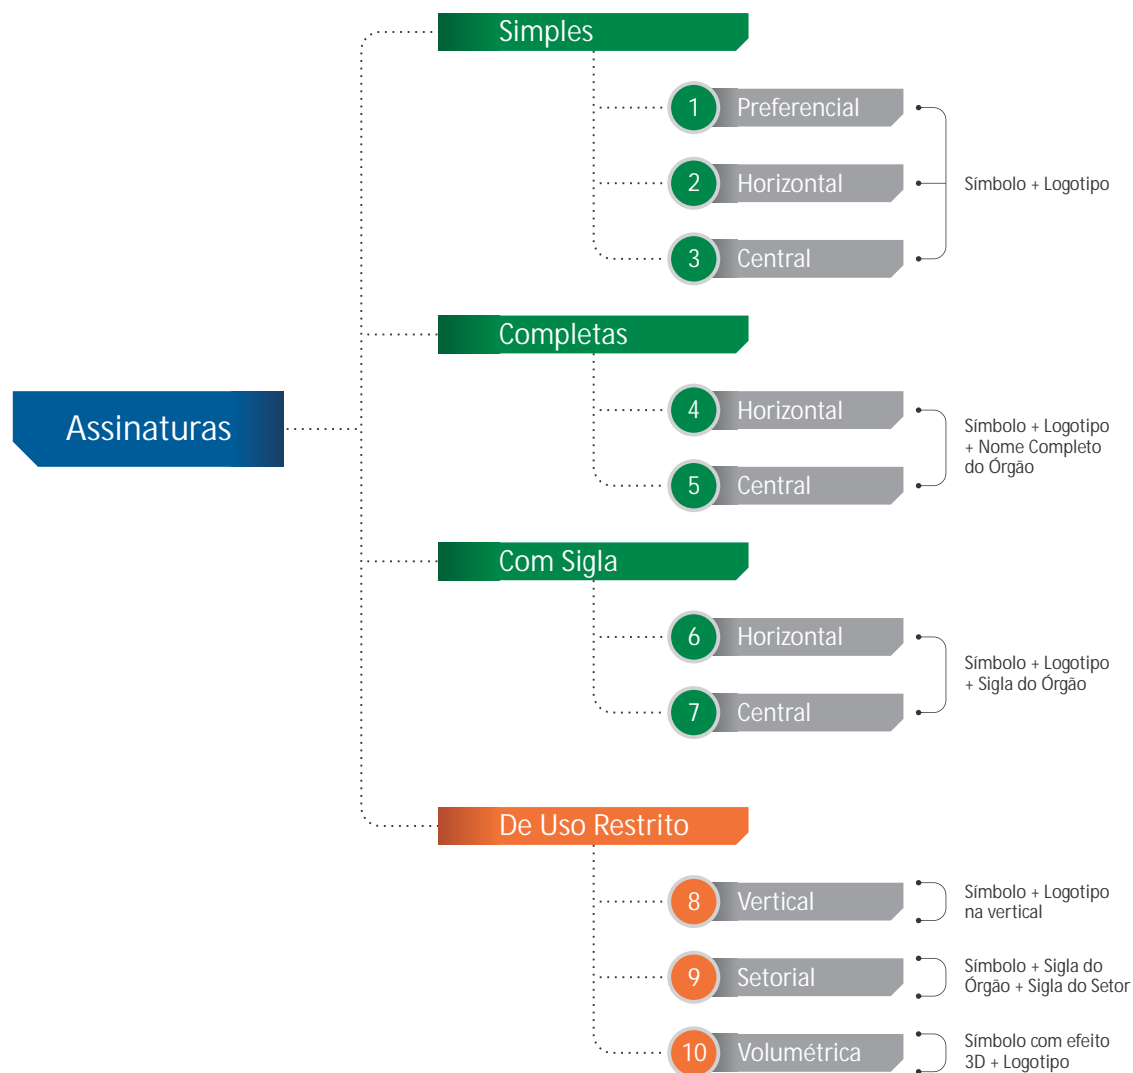 Assinaturas
Simples
1 Preferencial
2 Horizontal
3 Central
Símbolo + Logotipo
Completas
4 Horizontal
5 Central
Símbolo + Logotipo
+ Nome Completo
do Órgão
Com Sigla
6 Horizontal
7 Central
Símbolo + Logotipo
+ Sigla do Órgão
De Uso Restrito
8 Vertical
Símbolo + Logotipo
na vertical
9 Setorial
Símbolo + Sigla do
Órgão + Sigla do Setor
10 Volumétrica
Símbolo com efeito
3D + Logotipo